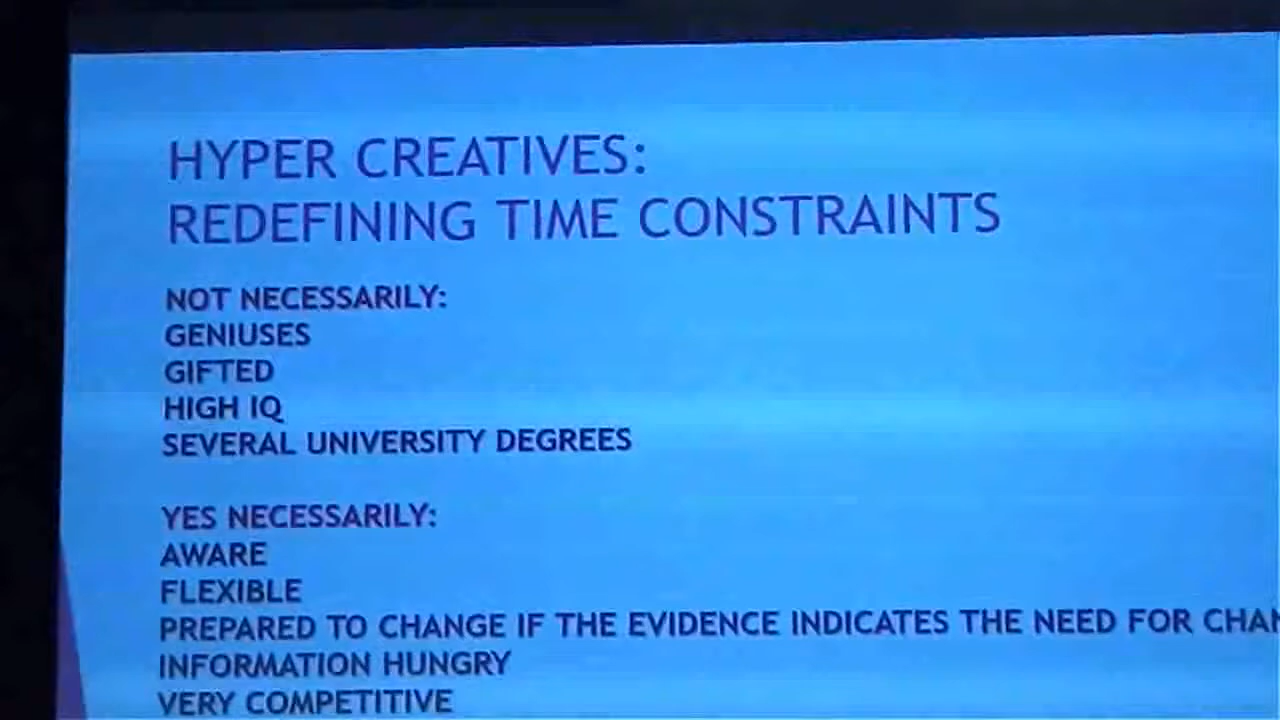 HYPER CREATIVES:
REDEFINING TIME CONSTRAINTS
NOT NECESSARILY:
GENIUSES
GIFTED
HIGH IQ
SEVERAL UNIVERSITY DEGREES
YES NECESSARILY:
AWARE
FLEXIBLE
PREPARED TO CHANGE IF THE EVIDENCE INDICATES THE NEED FOR
INFORMATION HUNGRY
VERY COMPETITIVE